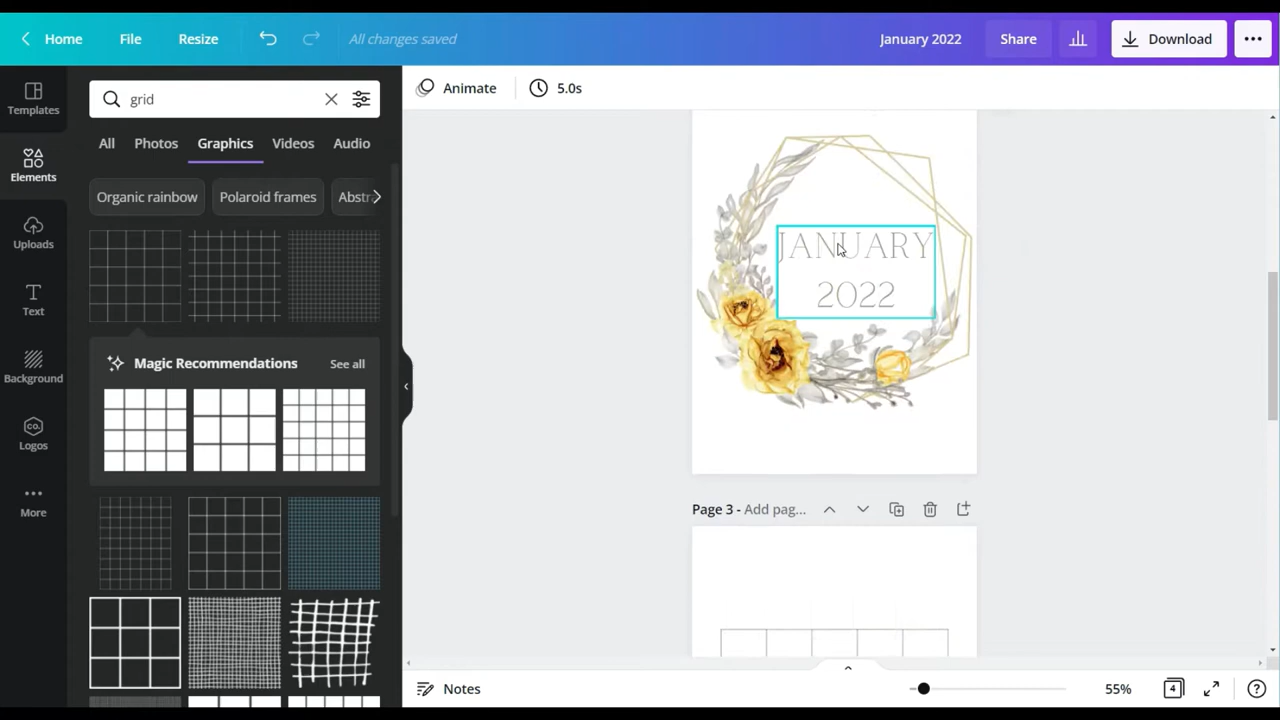 Home File Resize All changes saved January 2022 Share Download
Templates
Elements
Uploads
Text
Background
CO.
Logos
More
grid
All Photos Graphics Videos Audio
Organic rainbow Polaroid frames Abstr
Magic Recommendations See all
Animate 5.0s
JANUARY
2022
Page 3 - Add pag...
Notes 55% 4 ?